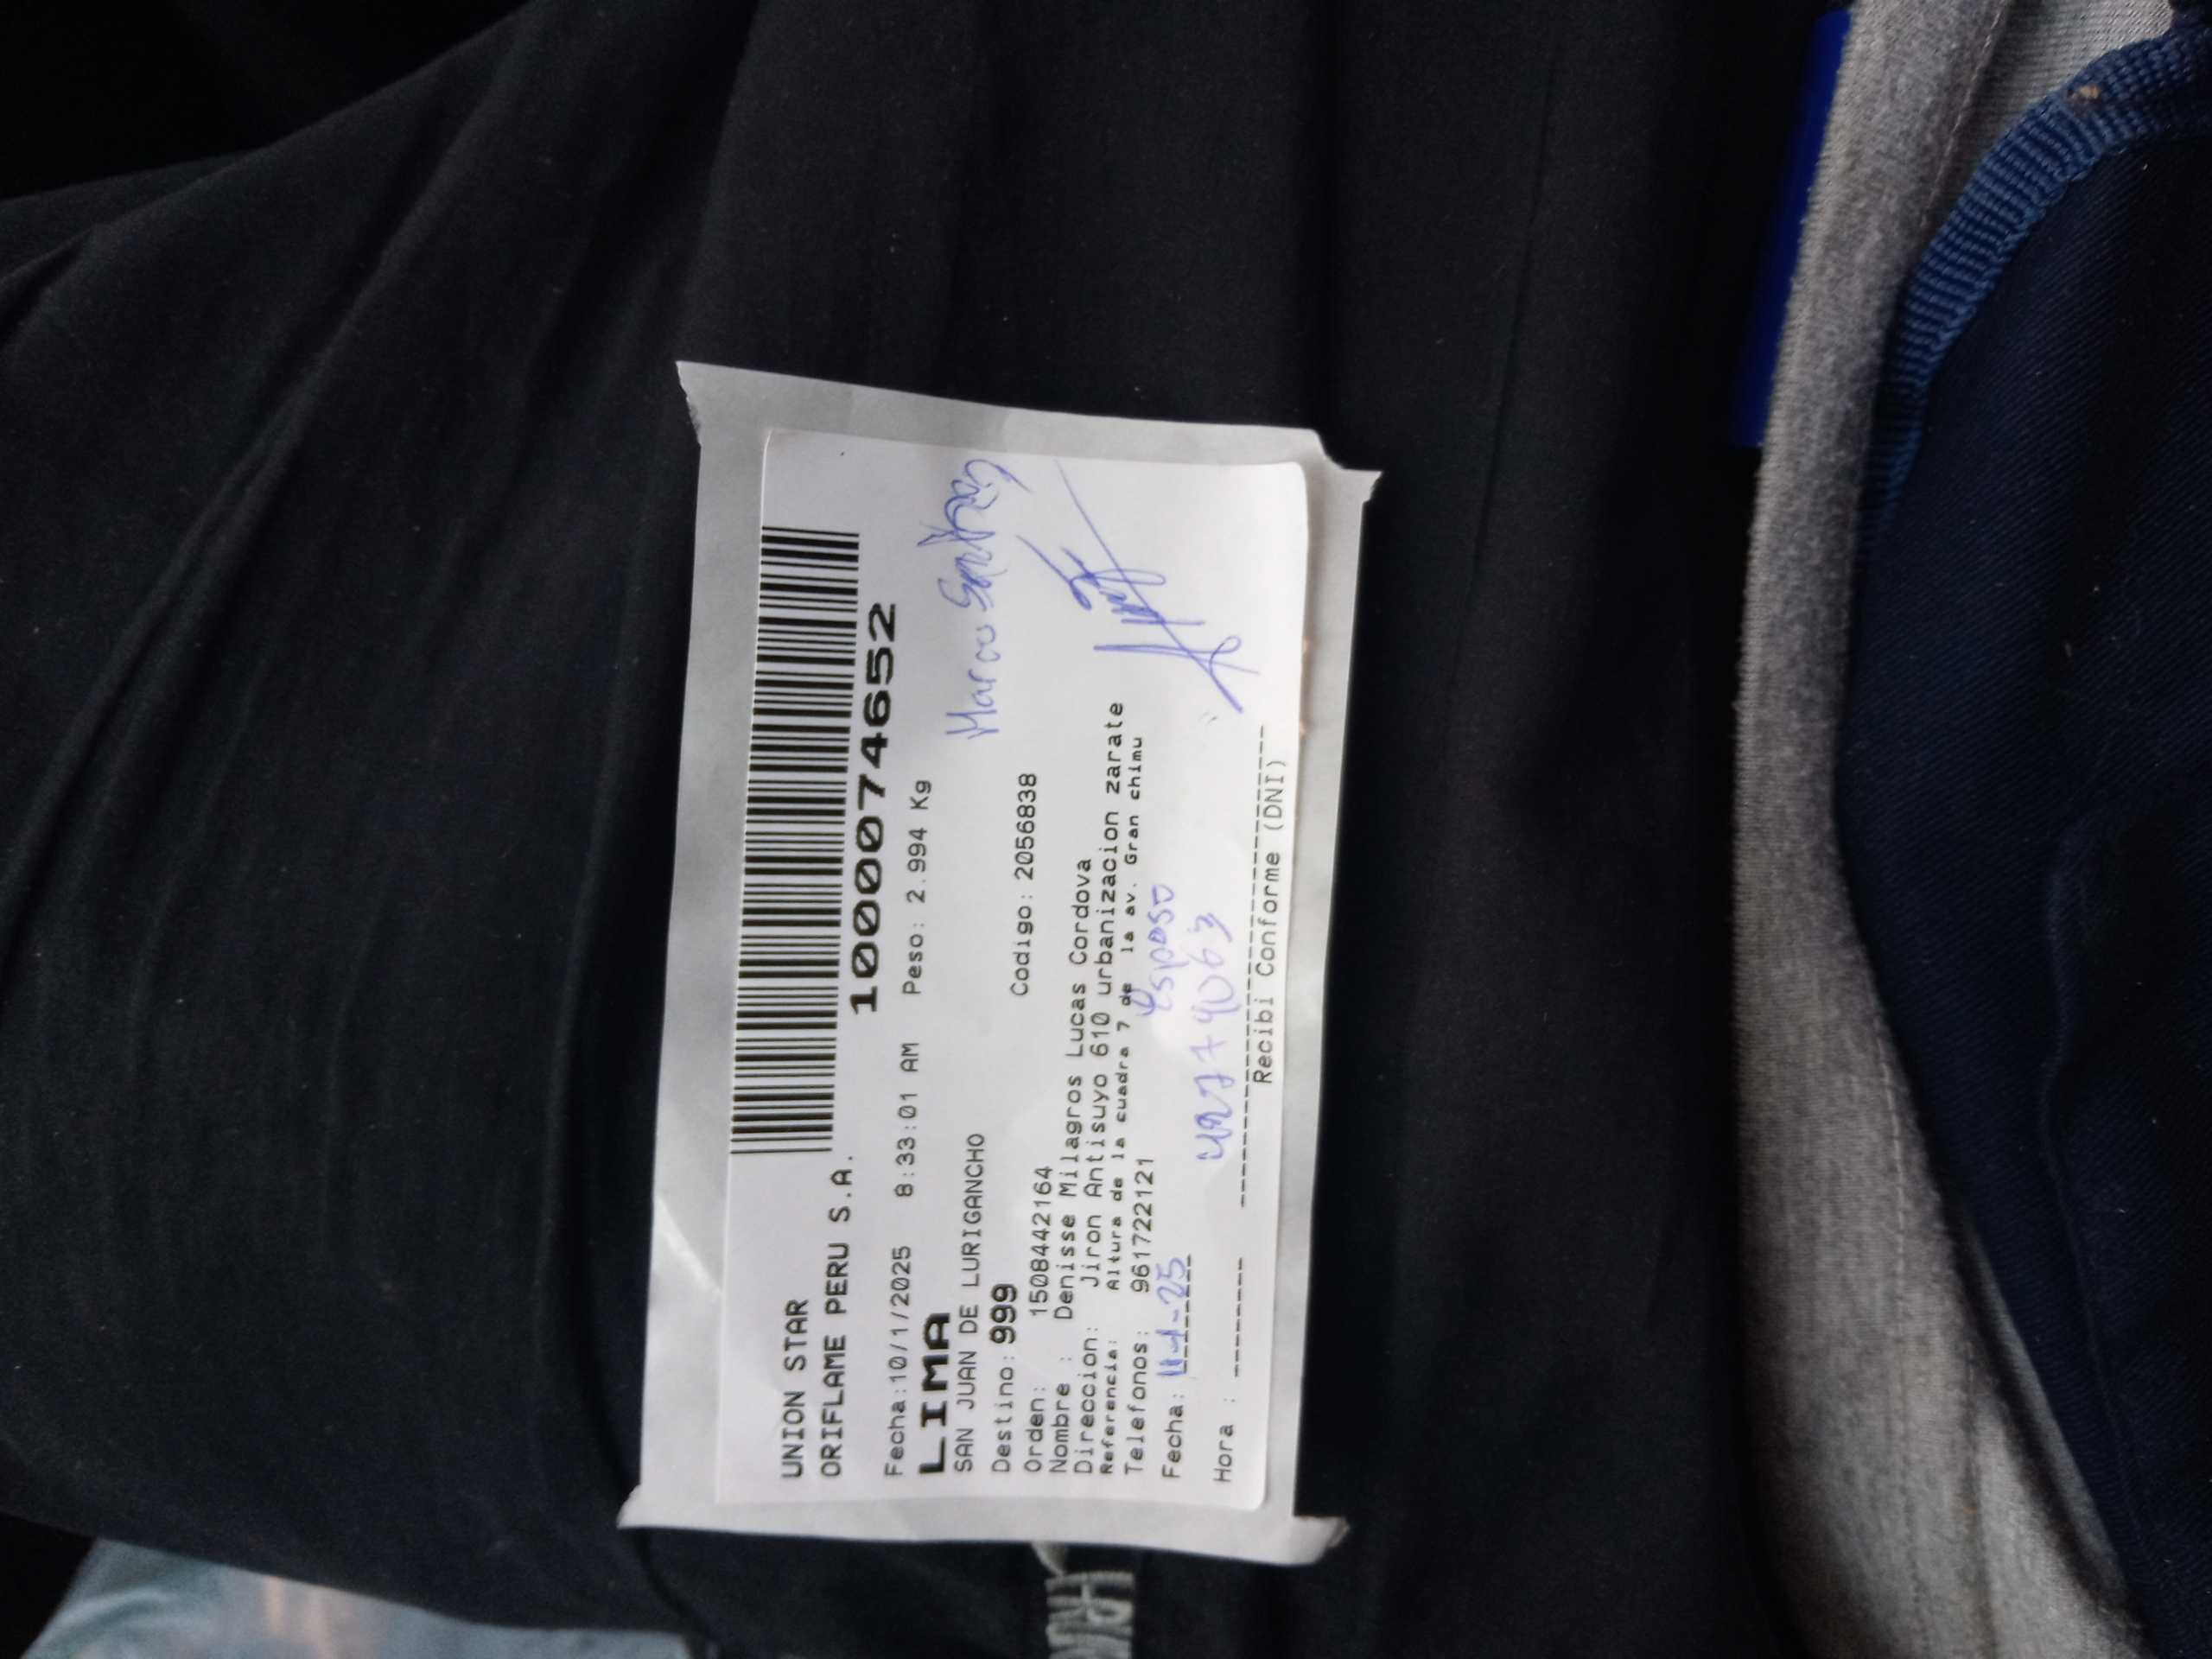 UNION STAR
ORIFLAME PERU S.A.
1000074652
Fecha:10/1/2025 8:33:01 AM Peso: 2.994 Kg
LIMA
Marcos
SAN JUAN DE LURIGANCHO
Destino: 999 Codigo: 2056838
Orden: 1508442164
Nombre : Denisse Milagros Lucas Cordova
Direccion: Jiron Antisuyo 610 urbanizacion zarate
Referencia: Altura de la cuadra 7 de la av. Gran chimu
Telefonos: 961722121
esposo
Fecha: 11-1-25
Hora :
Recibi Conforme (DNI)